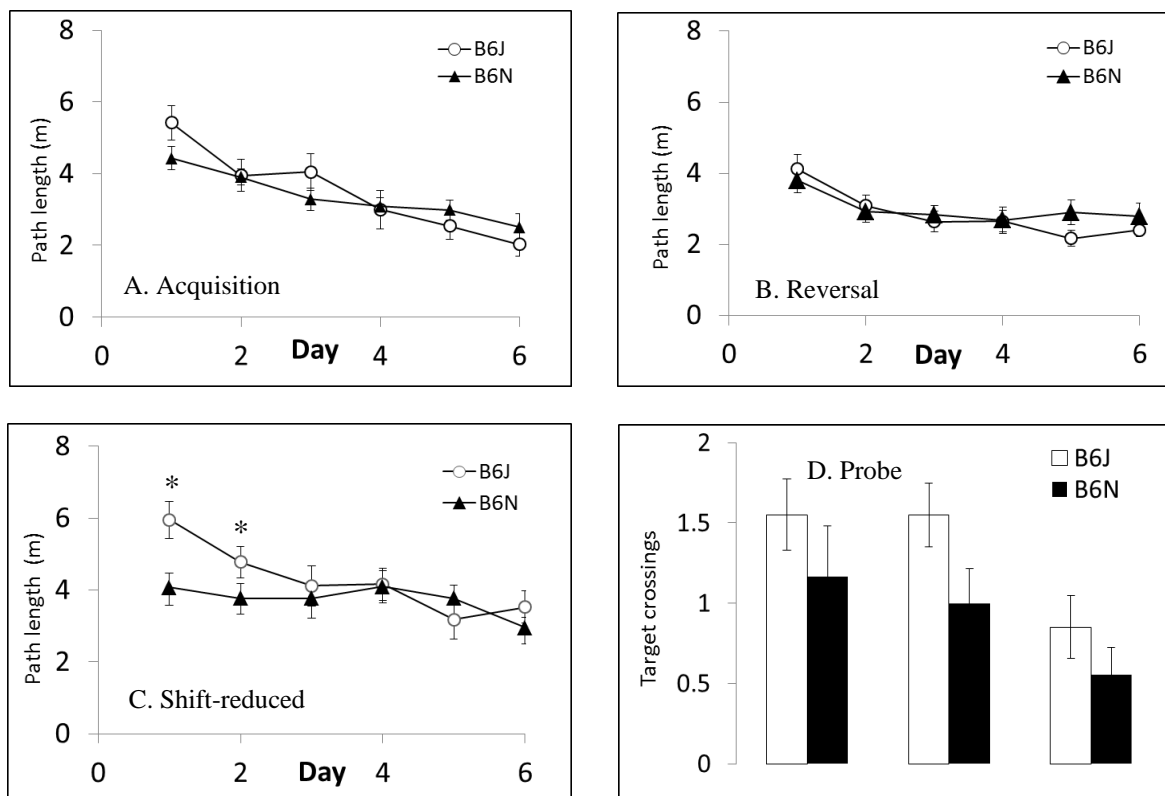 8
6
4
2
0
Path length (m)
B6J
B6N
A. Acquisition
0
2
Day
4
6
8
6
4
2
0
Path length (m)
B6J
B6N
B. Reversal
0
2
Day
4
6
8
6
4
2
0
Path length (m)
B6J
B6N
*
*
C. Shift-reduced
0
2
Day
4
6
2
1.5
1
0.5
0
Target crossings
D. Probe
B6J
B6N